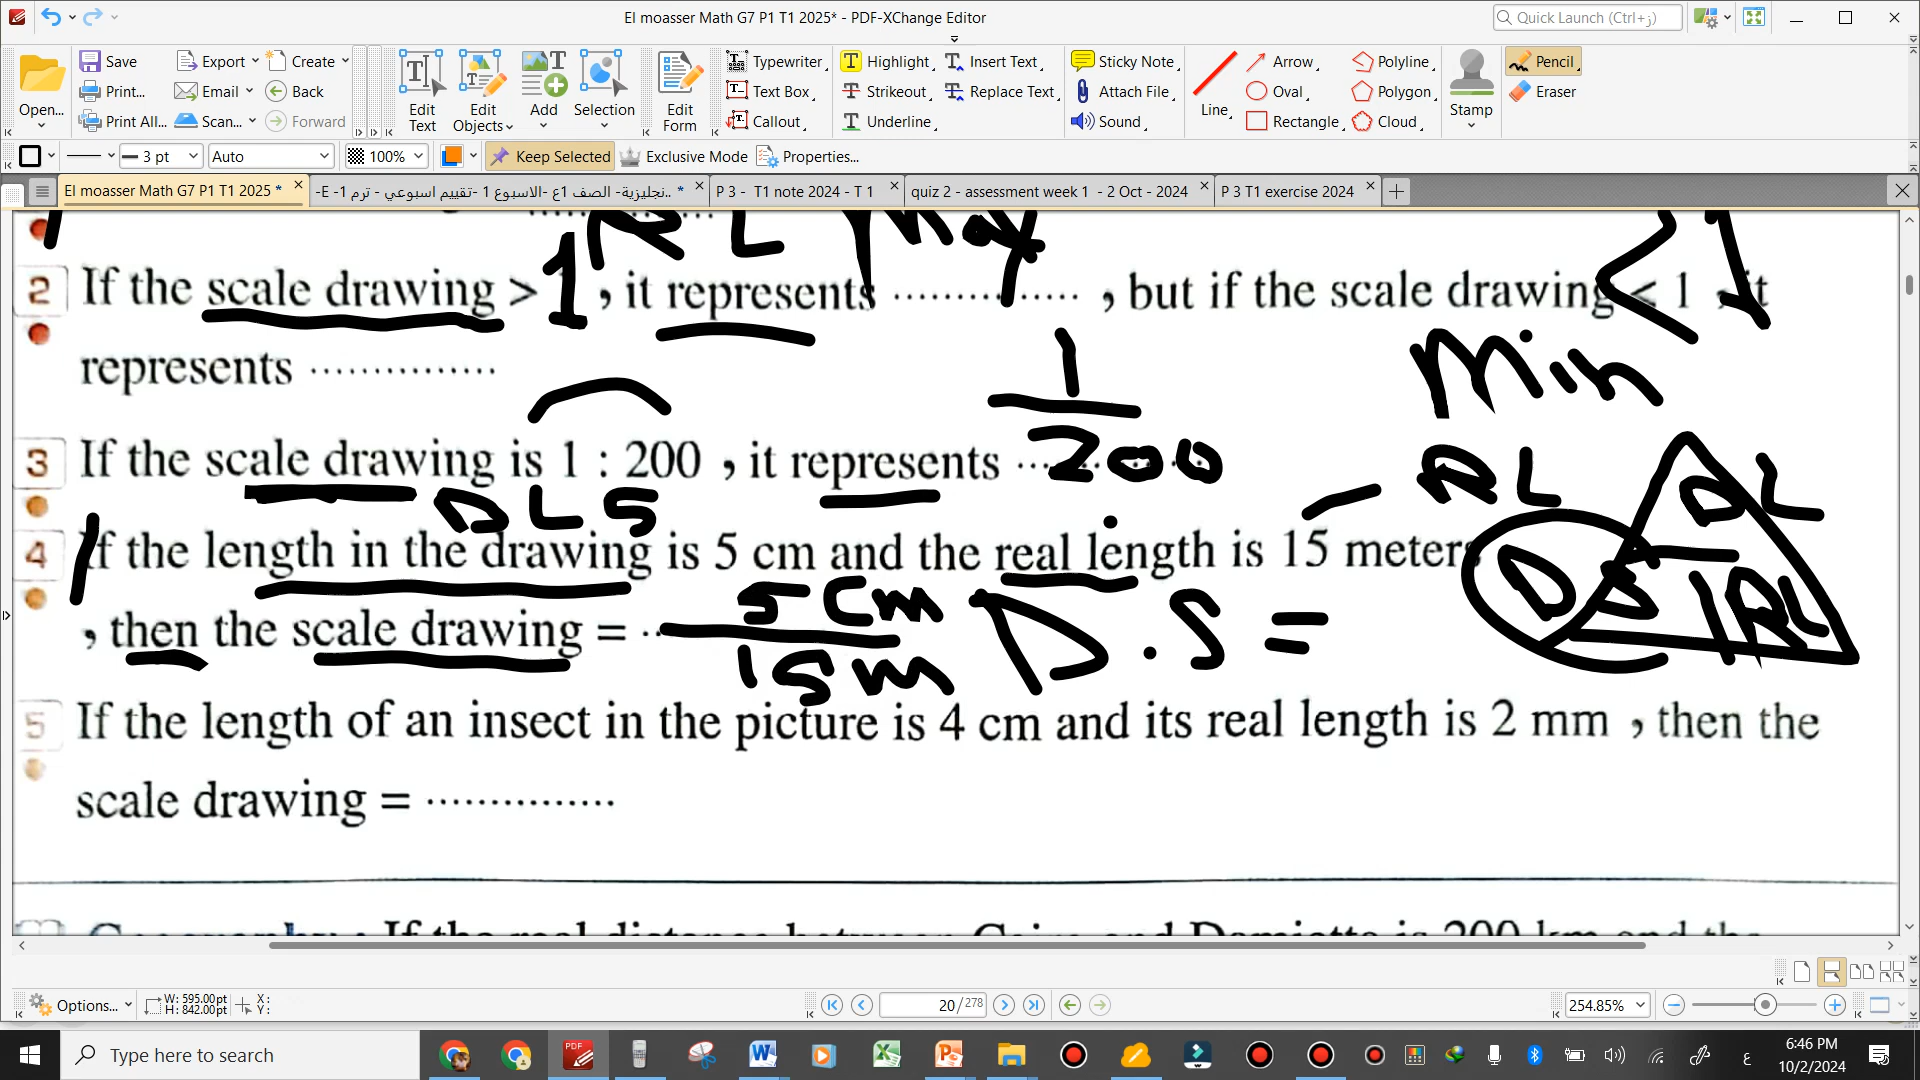 El moasser Math G7 P1 T1 2025* - PDF-XChange Editor
Quick Launch (Ctrl+ز)
Open...
Save
Print...
Print All...
Export
Email
Scan...
Create
Back
Forward
Edit Text
Edit Objects
Add
Selection
Edit Form
Typewriter
Text Box
Callout
Highlight
Strikeout
Underline
Insert Text
Replace Text
Sticky Note
Attach File
Sound
Line
Arrow
Oval
Rectangle
Polyline
Polygon
Cloud
Stamp
Pencil
Eraser
3 pt
Auto
100%
Keep Selected
Exclusive Mode
Properties...
El moasser Math G7 P1 T1 2025 *
..نجليزية- الصف 1ع -الاسبوع 1 -تقييم اسبوعي - ترم 1- E- *
P 3 - T1 note 2024 - T 1
quiz 2 - assessment week 1 - 2 Oct - 2024
P 3 T1 exercise 2024
2 If the scale drawing > 1 , it represents ............... , but if the scale drawing < 1 , it
represents ...............
Min
1
200
3 If the scale drawing is 1 : 200 , it represents ...
RL
DL
DLS
4 If the length in the drawing is 5 cm and the real length is 15 meters
DS RL
, then the scale drawing = ..
5 cm
15 m
D.S =
5 If the length of an insect in the picture is 4 cm and its real length is 2 mm , then the
scale drawing = ...............
Options...
W: 595.00pt
H: 842.00pt
X:
Y:
20 / 278
254.85%
Type here to search
ع
6:46 PM
10/2/2024